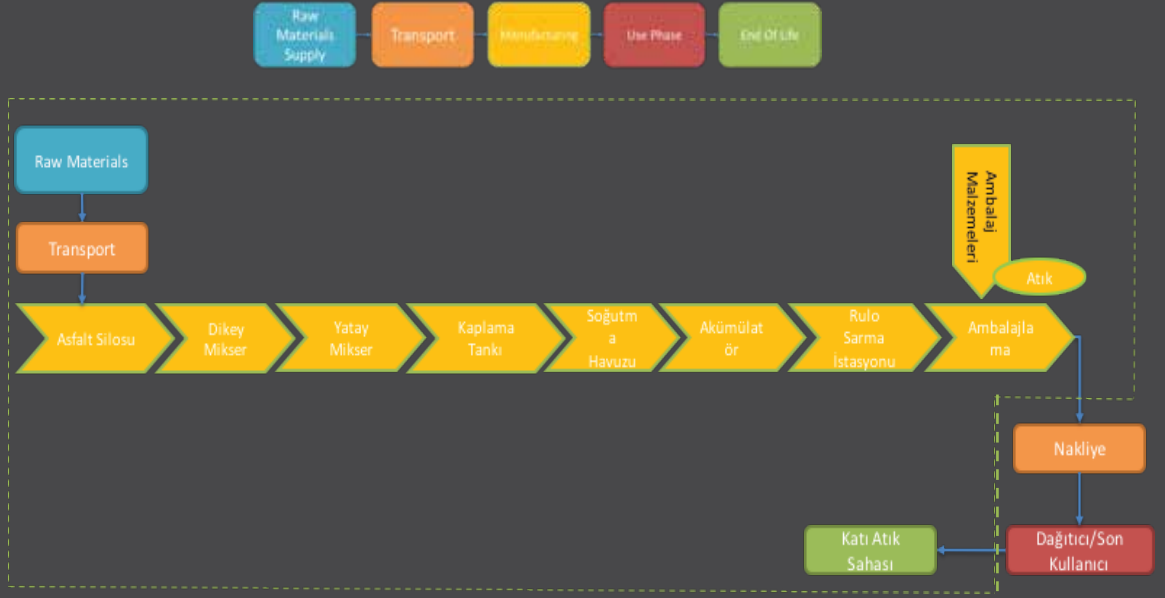 Raw
Materials
Supply
Transport
Manufacturing
Use Phase
End Of Life
Raw Materials
Transport
Ambalaj
Malzemeleri
Atık
Asfalt Silosu
Dikey
Mikser
Yatay
Mikser
Kaplama
Tankı
Soğutm
a
Havuzu
Akümülat
ör
Rulo
Sarma
İstasyonu
Ambalajla
ma
Nakliye
Dağıtıcı/Son
Kullanıcı
Katı Atık
Sahası